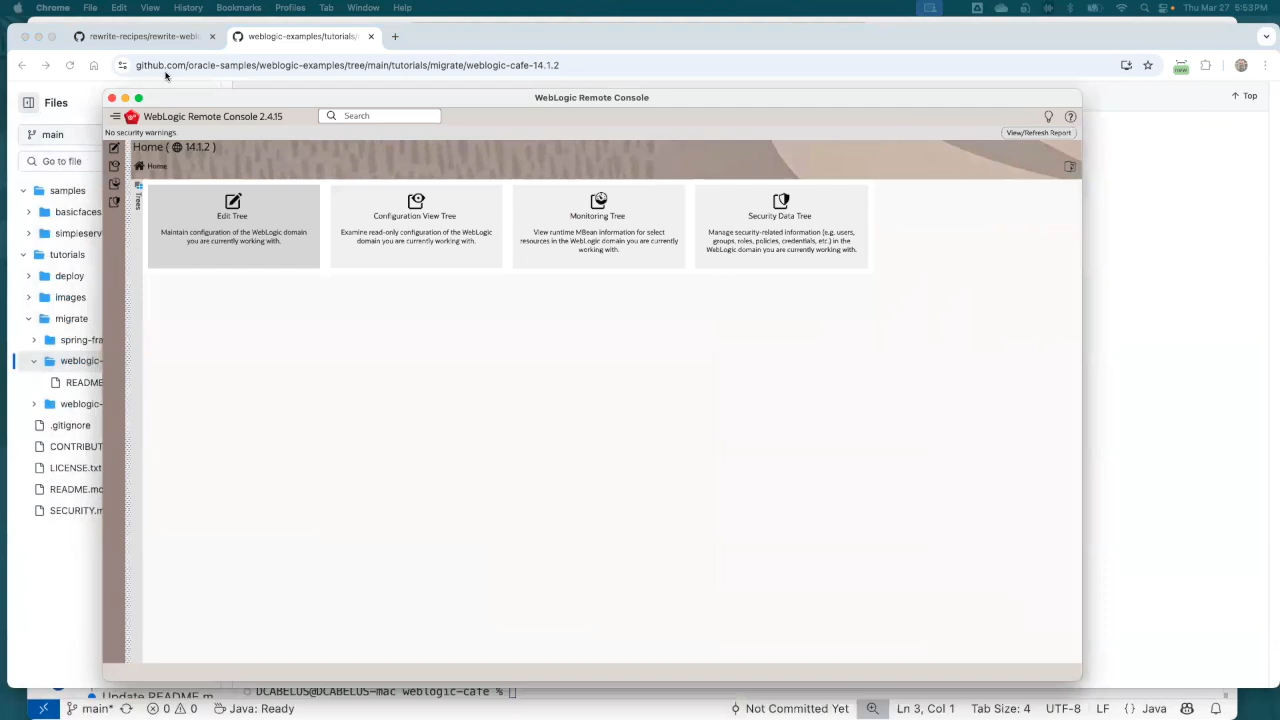 Chrome File Edit View History Bookmarks Profiles Tab Window Help Thu Mar 27 5:53 PM
rewrite-recipes/rewrite-webl
weblogic-examples/tutorials/
github.com/oracle-samples/weblogic-examples/tree/main/tutorials/migrate/weblogic-cafe-14.1.2
new
Files
Top
WebLogic Remote Console
main
WebLogic Remote Console 2.4.15
Search
No security warnings.
View/Refresh Report
Home ( 14.1.2 )
Go to file
Home
Trees
samples
Edit Tree
Maintain configuration of the WebLogic domain
you are currently working with.
Configuration View Tree
Examine read-only configuration of the WebLogic
domain you are currently working with.
Monitoring Tree
View runtime MBean information for select
resources in the WebLogic domain you are currently
working with.
Security Data Tree
Manage security-related information (e.g. users,
groups, roles, policies, credentials, etc.) in the
WebLogic domain you are currently working with.
basicfaces
simpleserv
tutorials
deploy
images
migrate
spring-fra
weblogic-
README
weblogic-
.gitignore
CONTRIBUT
LICENSE.txt
README.mc
SECURITY.m
Update README.m
DCABELUS@DCABELUS-mac weblogic-cafe %
main* 0 0 Java: Ready Not Committed Yet Ln 3, Col 1 Tab Size: 4 UTF-8 LF {} Java